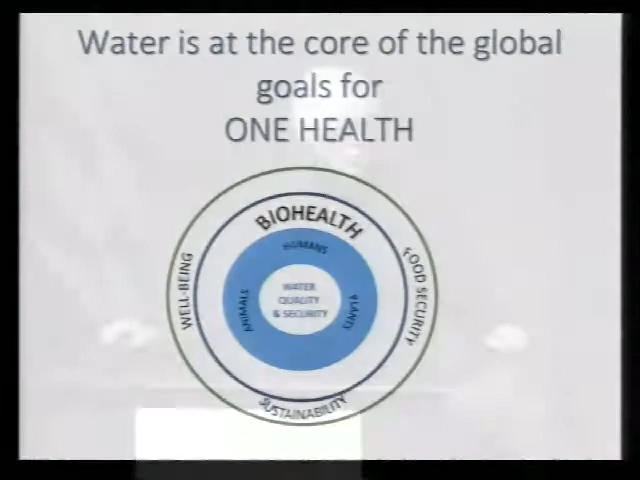 Water is at the core of the global
goals for
ONE HEALTH
BIOHEALTH
HUMANS
WELL-BEING
FOOD SECURITY
ANIMALS
WATER
QUALITY
& SECURITY
PLANTS
SUSTAINABILITY